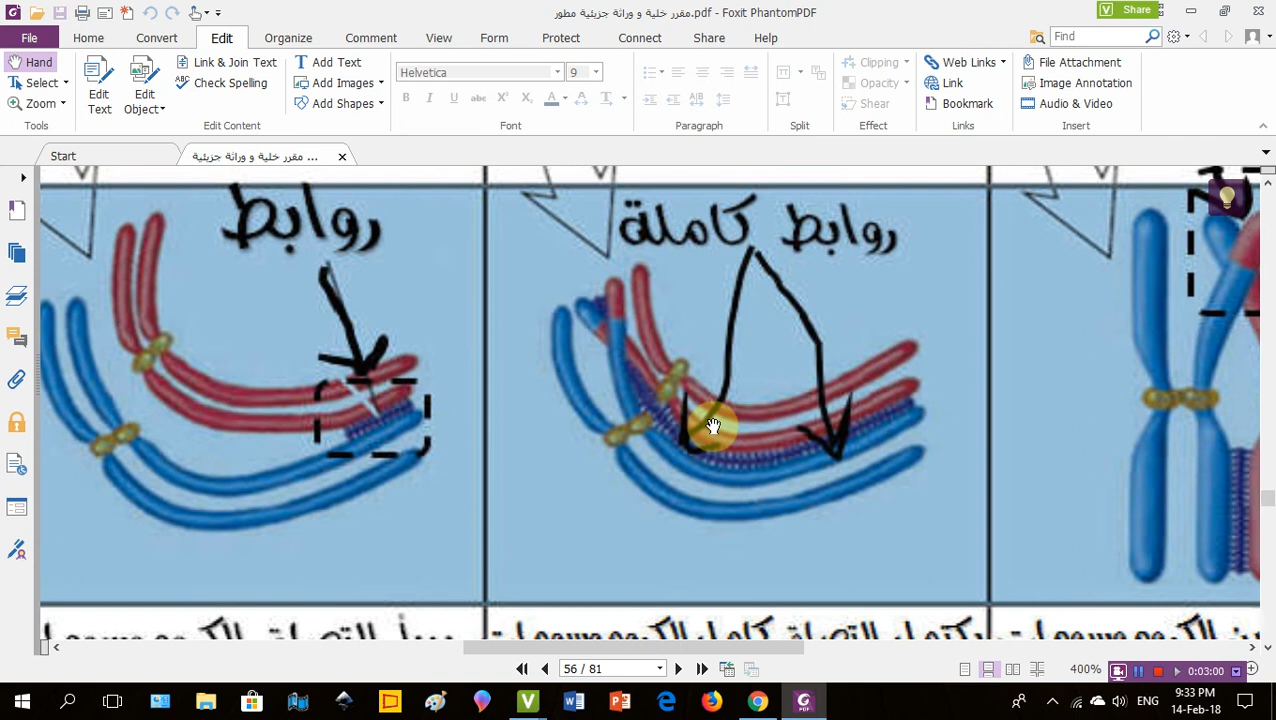 مقرر خلية و وراثة جزيئية مطور.pdf - Foxit PhantomPDF
Share
File Home Convert Edit Organize Comment View Form Protect Connect Share Help
Find
Hand
Select
Zoom
Tools
Edit Text
Edit Object
Link & Join Text
Check Spelling
Edit Content
Add Text
Add Images
Add Shapes
Helvetica 9
Font
Paragraph
Split
Clipping
Opacity
Shear
Effect
Web Links
Link
Bookmark
Links
File Attachment
Image Annotation
Audio & Video
Insert
Start
مقرر خلية و وراثة جزيئية ...
روابط
روابط كاملة
56 / 81
400%
0:03:00
ENG
9:33 PM
14-Feb-18